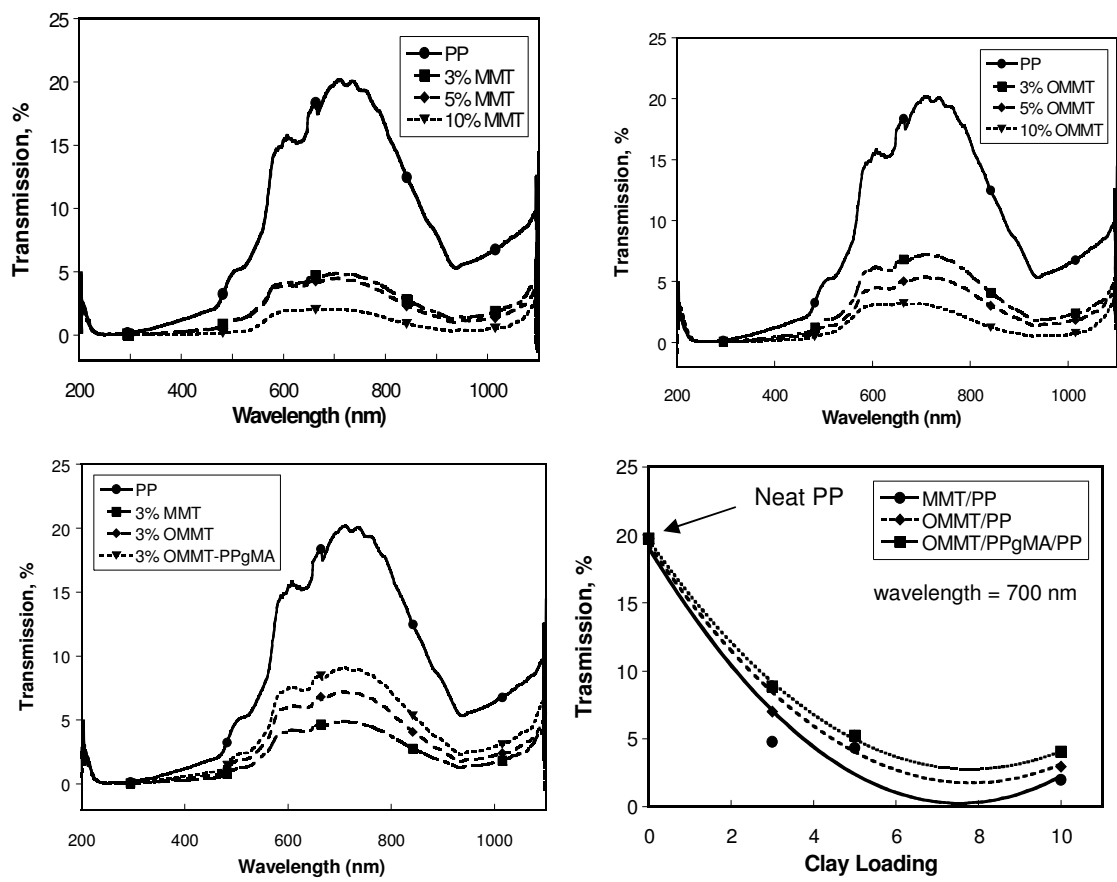 25
20
15
10
5
0
Transmission, %
PP
3% MMT
5% MMT
10% MMT
200 400 600 800 1000
Wavelength (nm)
25
20
15
10
5
0
Transmission, %
PP
3% OMMT
5% OMMT
10% OMMT
200 400 600 800 1000
Wavelength (nm)
25
20
15
10
5
0
Transmission, %
PP
3% MMT
3% OMMT
3% OMMT-PPgMA
200 400 600 800 1000
Wavelength (nm)
25
20
15
10
5
0
Trasmission, %
Neat PP
MMT/PP
OMMT/PP
OMMT/PPgMA/PP
wavelength = 700 nm
0 2 4 6 8 10
Clay Loading